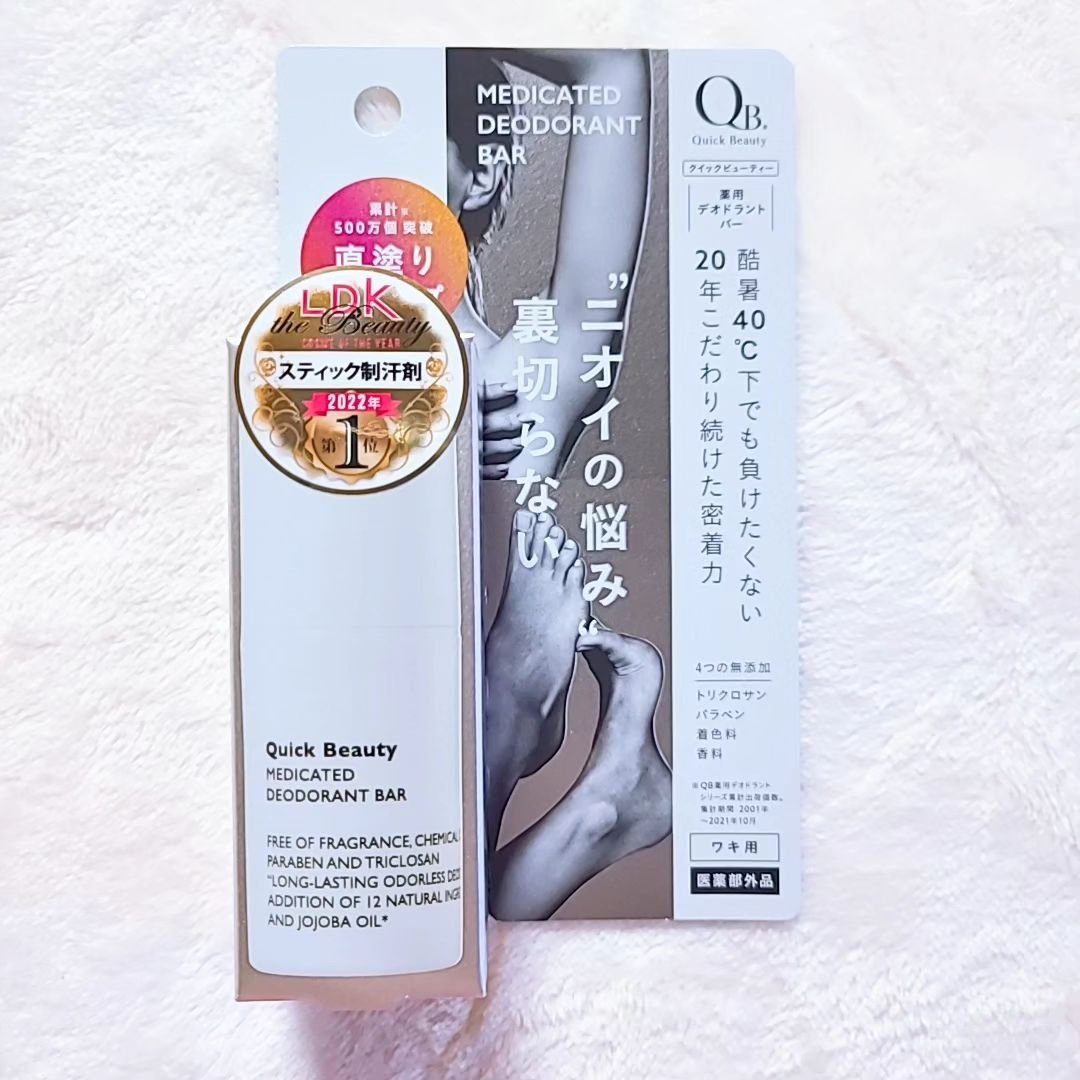 MEDICATED
DEODORANT
BAR
QB
Quick Beauty
クイックビューティー
薬用
デオドラント
バー
累計※
500万個 突破
直塗り
LDK
the Beauty
COSME OF THE YEAR
スティック制汗剤
2022年
第1位
酷暑40℃下でも負けたくない
20年こだわり続けた密着力
"ニオイの悩み"
裏切らない
4つの無添加
トリクロサン
パラベン
着色料
香料
※QB薬用デオドラント
シリーズ累計出荷個数。
集計期間:2001年
～2021年10月
ワキ用
医薬部外品
Quick Beauty
MEDICATED
DEODORANT BAR
FREE OF FRAGRANCE, CHEMICAL
PARABEN AND TRICLOSAN
"LONG-LASTING ODORLESS DEO
ADDITION OF 12 NATURAL INGRE
AND JOJOBA OIL*